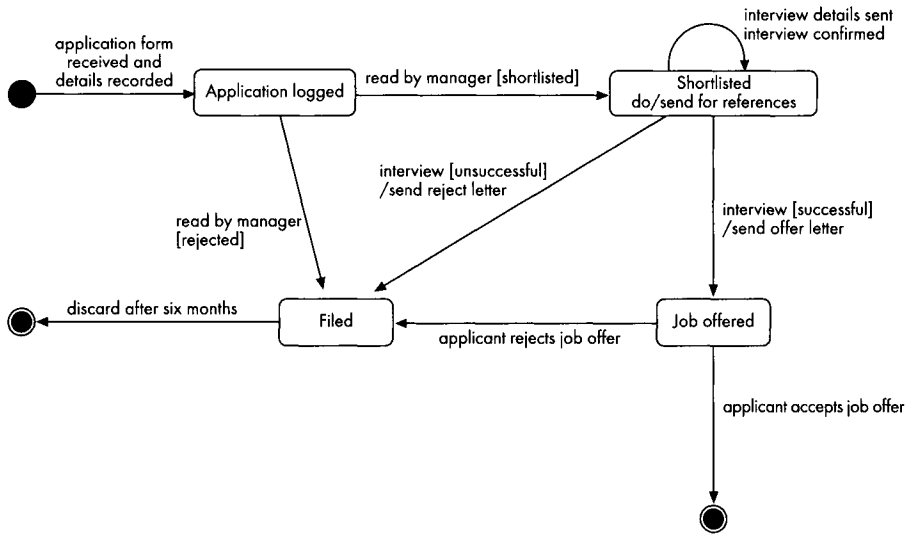 application form
received and
details recorded
Application logged
read by manager [shortlisted]
interview details sent
interview confirmed
Shortlisted
do/send for references
interview [unsuccessful]
/send reject letter
read by manager
[rejected]
interview [successful]
/send offer letter
discard after six months
Filed
applicant rejects job offer
Job offered
applicant accepts job offer